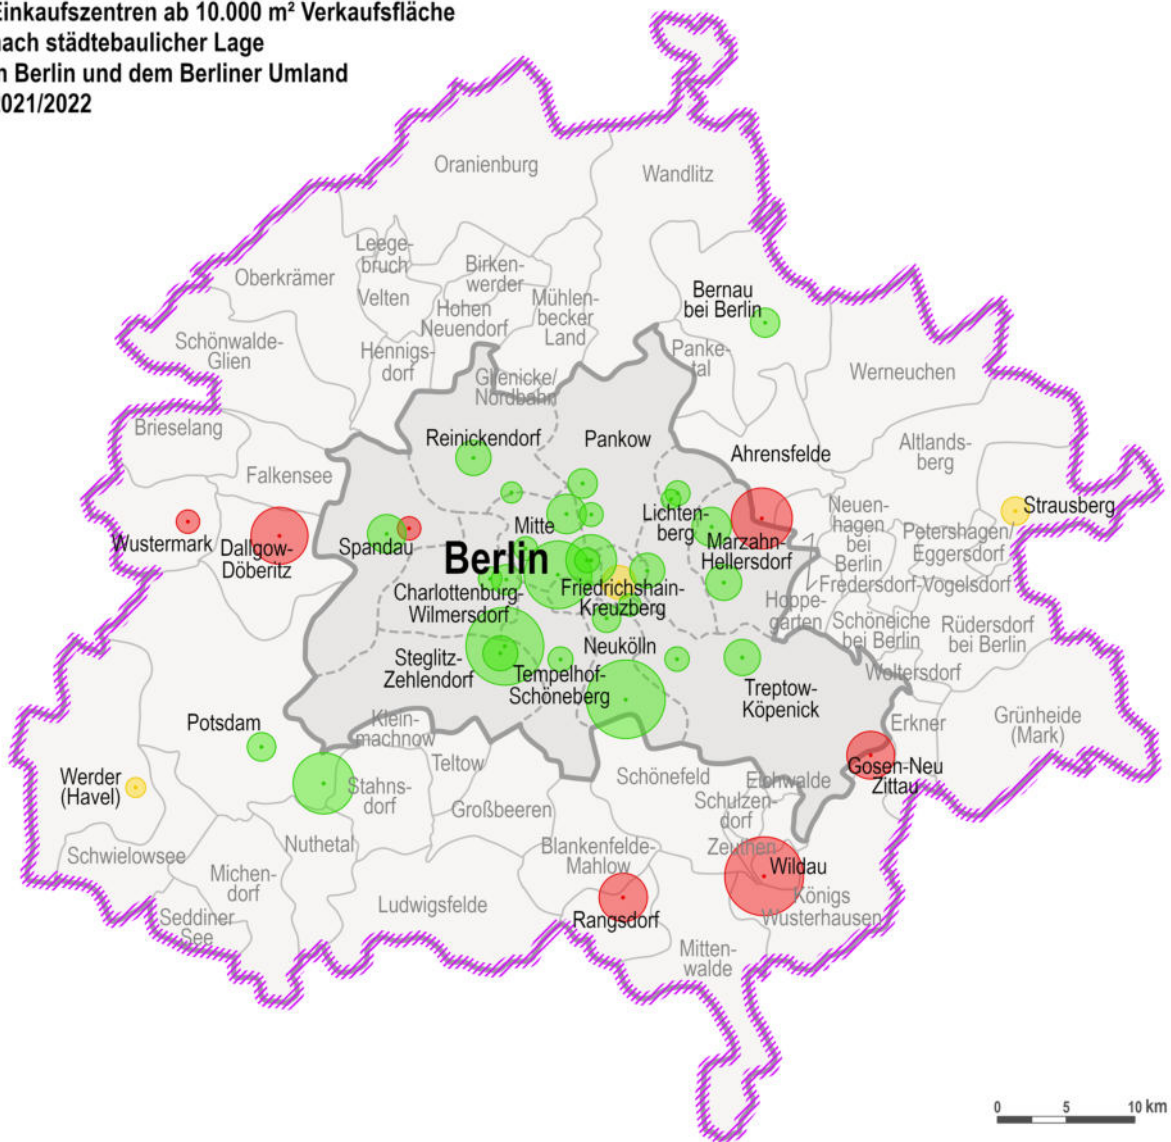 Einkaufszentren ab 10.000 m² Verkaufsfläche
nach städtebaulicher Lage
in Berlin und dem Berliner Umland
2021/2022
Oranienburg
Wandlitz
Leege-
bruch
Oberkrämer
Birken-
werder
Velten
Hohen
Neuendorf
Mühlen-
becker
Land
Bernau
bei Berlin
Schönwalde-
Glien
Hennigs-
dorf
Panke-
tal
Werneuchen
Glienicke/
Nordbahn
Brieselang
Reinickendorf
Pankow
Ahrensfelde
Altlands-
berg
Falkensee
Strausberg
Wustermark
Dallgow-
Döberitz
Spandau
Mitte
Lichten-
berg
Marzahn-
Hellersdorf
Neuen-
hagen
bei
Berlin
Petershagen/
Eggersdorf
Berlin
Charlottenburg-
Wilmersdorf
Friedrichshain-
Kreuzberg
Fredersdorf-Vogelsdorf
Hoppe-
garten
Schöneiche
bei Berlin
Rüdersdorf
bei Berlin
Steglitz-
Zehlendorf
Tempelhof-
Schöneberg
Neukölln
Treptow-
Köpenick
Woltersdorf
Potsdam
Klein-
machnow
Erkner
Grünheide
(Mark)
Werder
(Havel)
Teltow
Stahns-
dorf
Schönefeld
Eichwalde
Gosen-Neu
Zittau
Schulzen-
dorf
Großbeeren
Nuthetal
Schwielowsee
Blankenfelde-
Mahlow
Zeuthen
Wildau
Michen-
dorf
Ludwigsfelde
Königs
Wusterhausen
Seddiner
See
Rangsdorf
Mitten-
walde
0 5 10 km